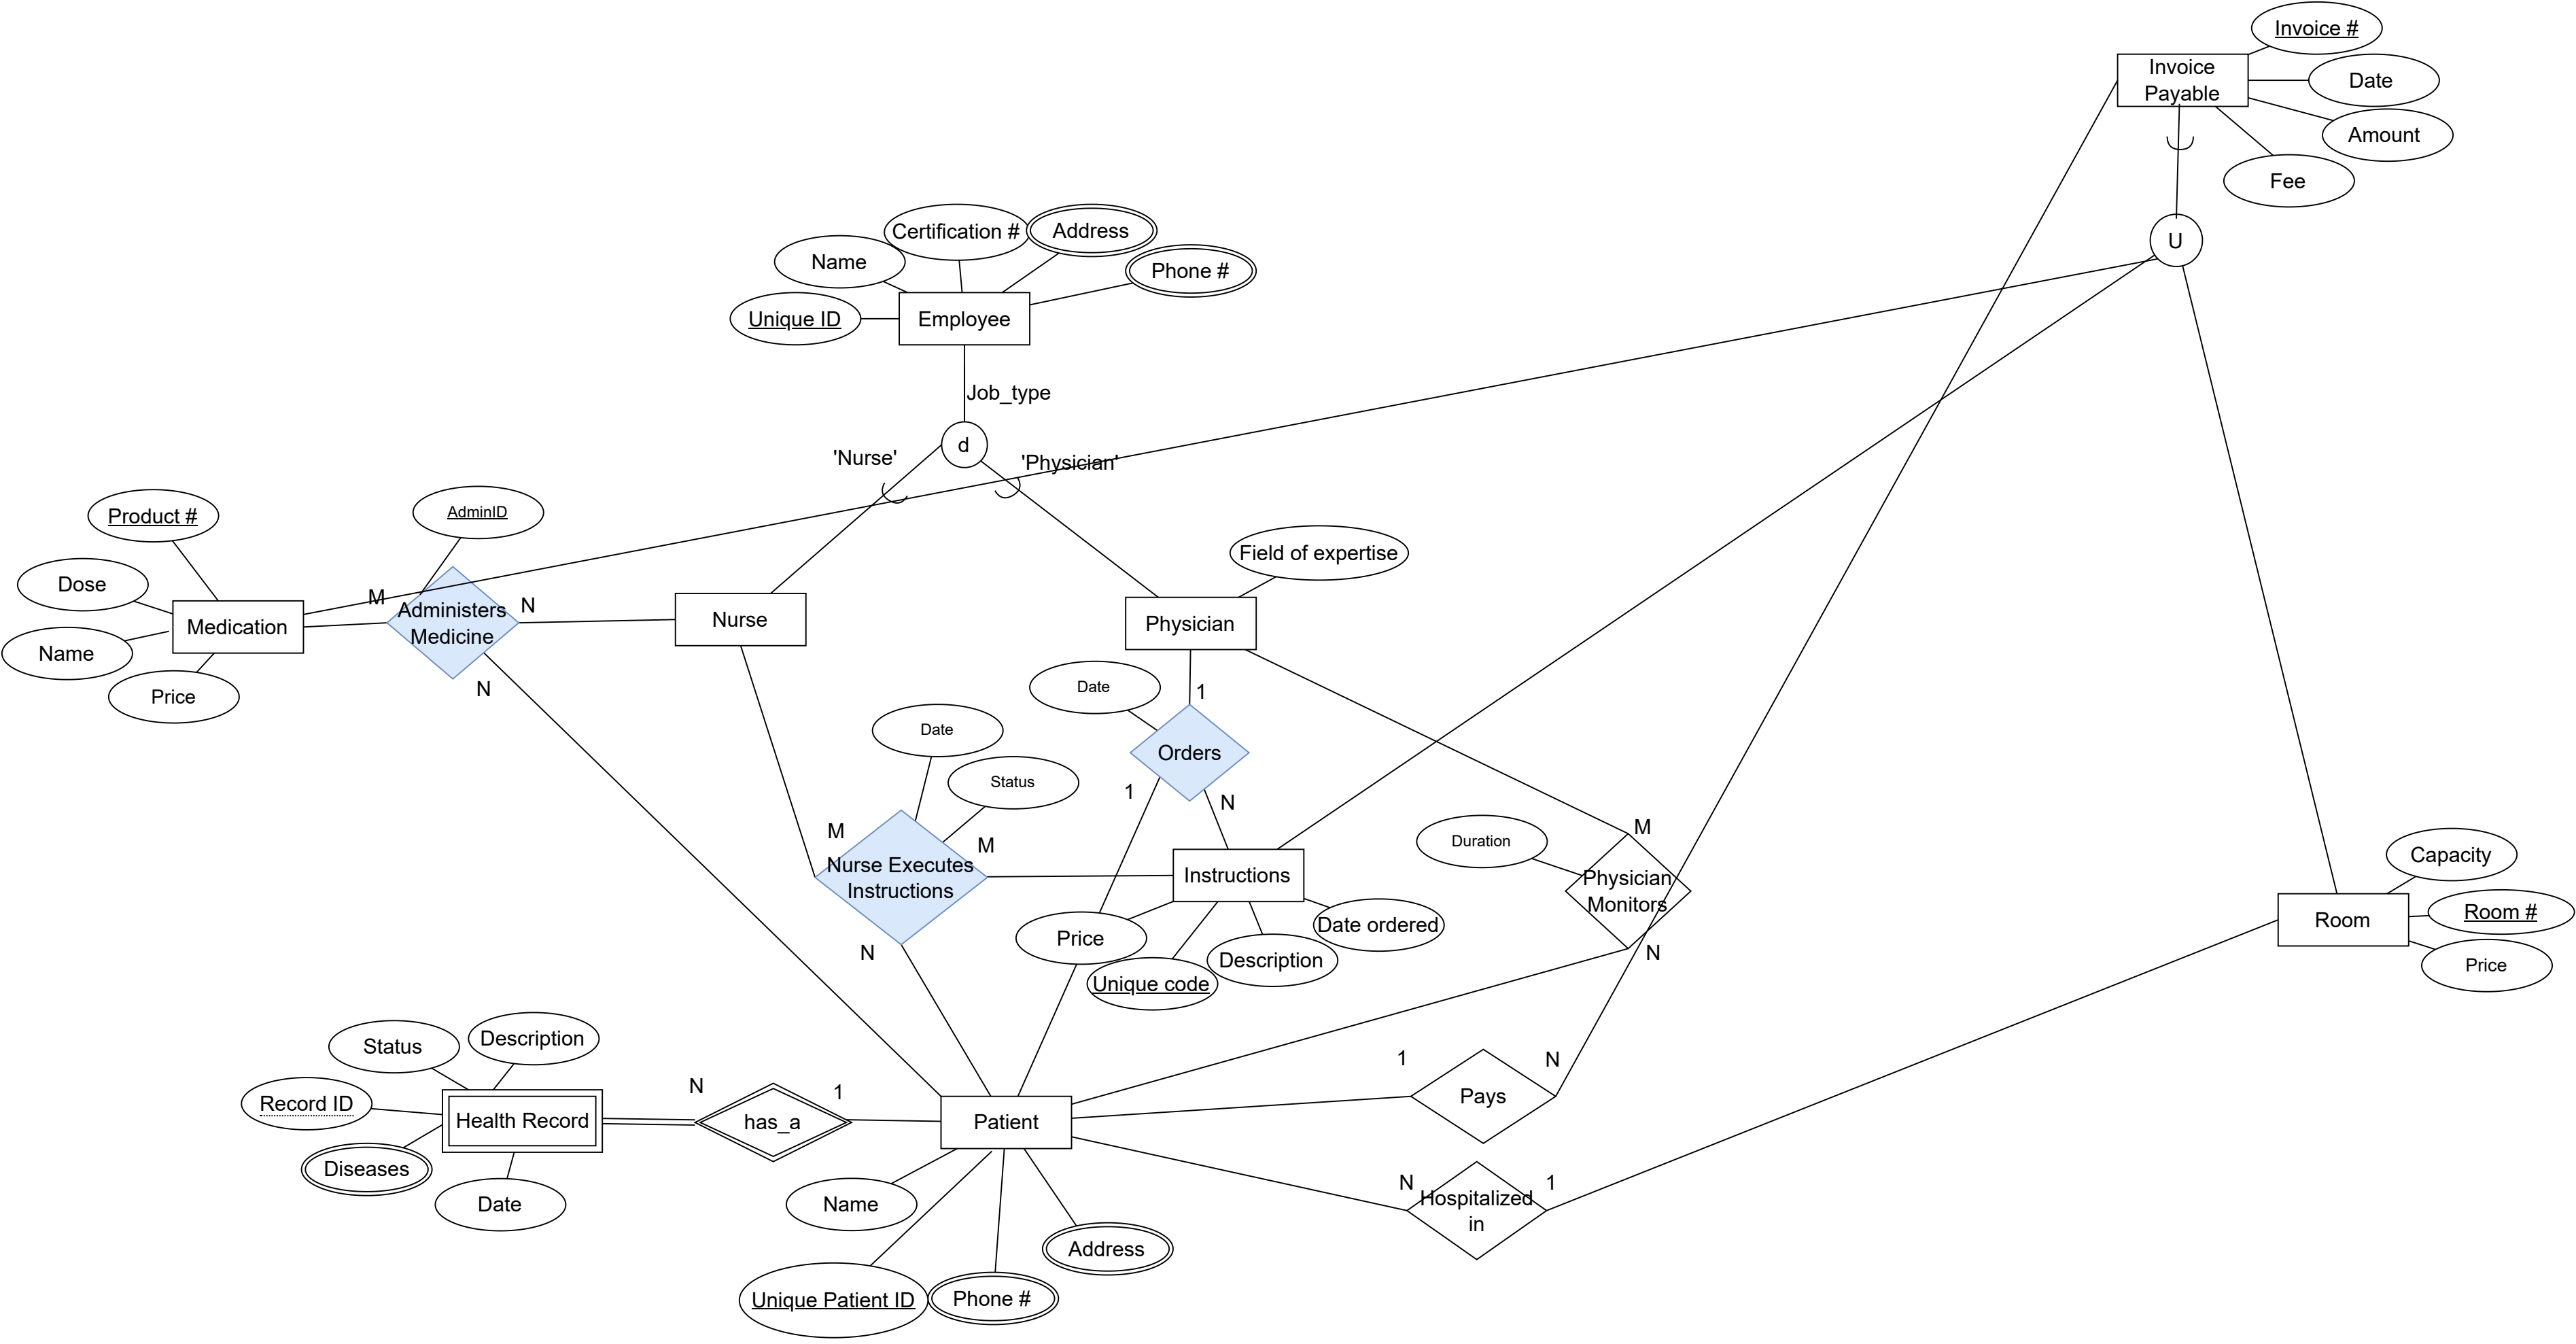 Invoice #
Invoice
Payable
Date
Amount
Fee
U
Certification #
Address
Name
Phone #
Unique ID
Employee
Job_type
d
'Nurse'
'Physician'
Product #
AdminID
Field of expertise
Dose
Medication
M
Administers
Medicine
N
Nurse
Physician
Name
Price
N
Date
1
Orders
Date
Status
1
N
M
M
Nurse Executes
Instructions
Instructions
Duration
M
Physician
Monitors
N
Capacity
Room
Room #
Price
Price
Date ordered
Description
Unique code
N
Status
Description
Record ID
Health Record
Diseases
Date
N
has_a
1
Patient
1
Pays
N
N
Hospitalized
in
1
Name
Address
Unique Patient ID
Phone #